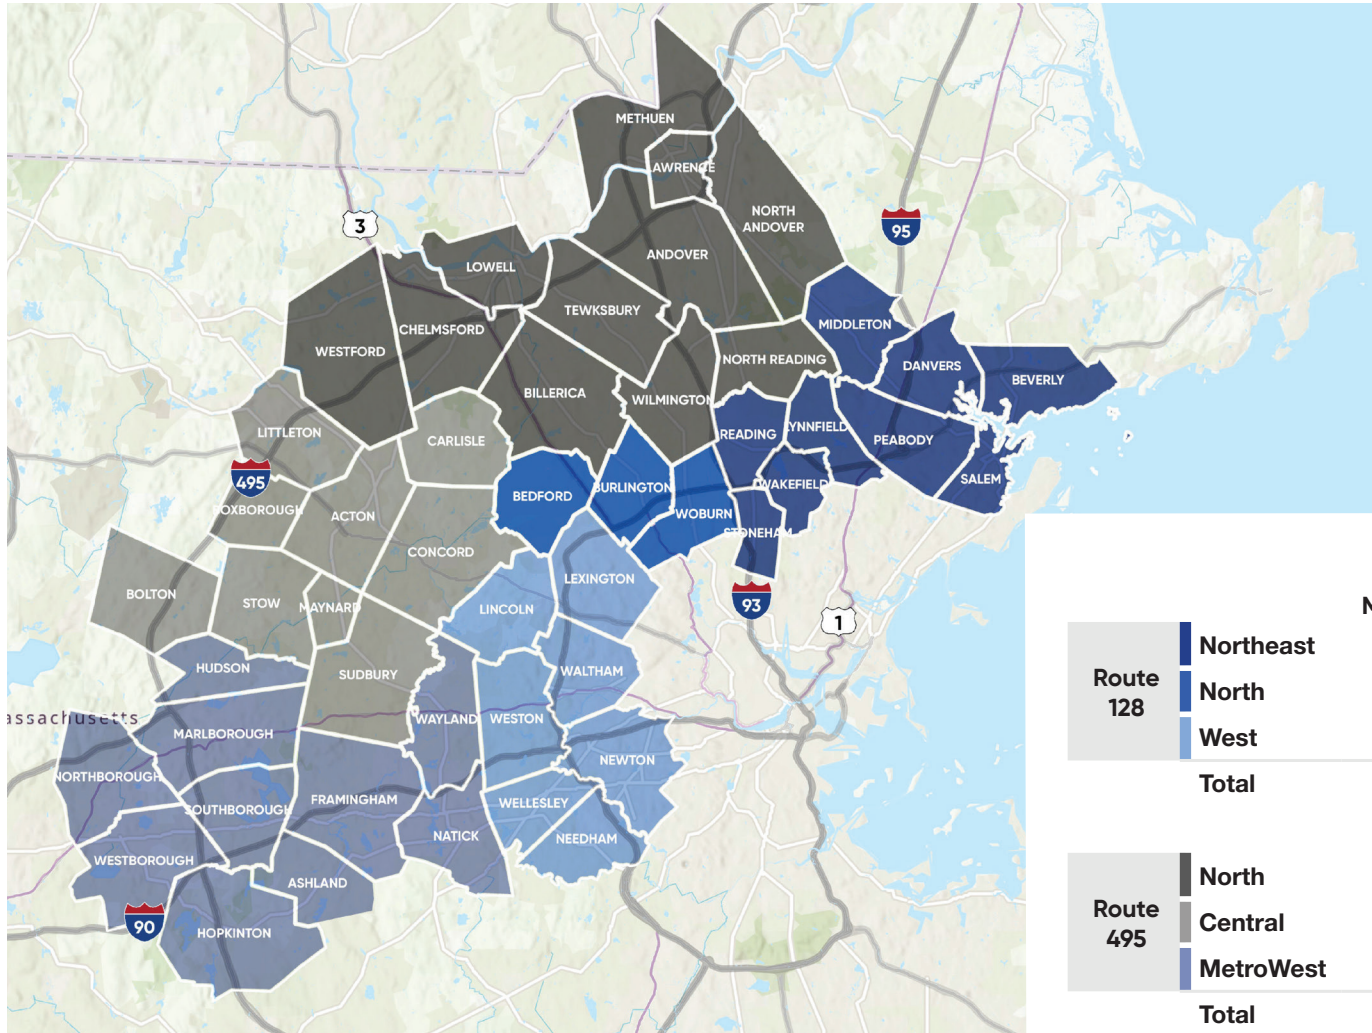 METHUEN
LAWRENCE
NORTH
ANDOVER
3
95
ANDOVER
LOWELL
TEWKSBURY
MIDDLETON
CHELMSFORD
WESTFORD
NORTH READING
DANVERS
BEVERLY
BILLERICA
WILMINGTON
LITTLETON
CARLISLE
READING
LYNNFIELD
PEABODY
495
BEDFORD
BURLINGTON
WAKEFIELD
SALEM
BOXBOROUGH
ACTON
WOBURN
STONEHAM
CONCORD
LEXINGTON
BOLTON
STOW
MAYNARD
LINCOLN
93
1
HUDSON
SUDBURY
WALTHAM
assachusetts
MARLBOROUGH
WAYLAND
WESTON
NORTHBOROUGH
NEWTON
SOUTHBOROUGH
FRAMINGHAM
WELLESLEY
NATICK
NEEDHAM
WESTBOROUGH
ASHLAND
90
HOPKINTON
N
Route
128
Northeast
North
West
Total
Route
495
North
Central
MetroWest
Total